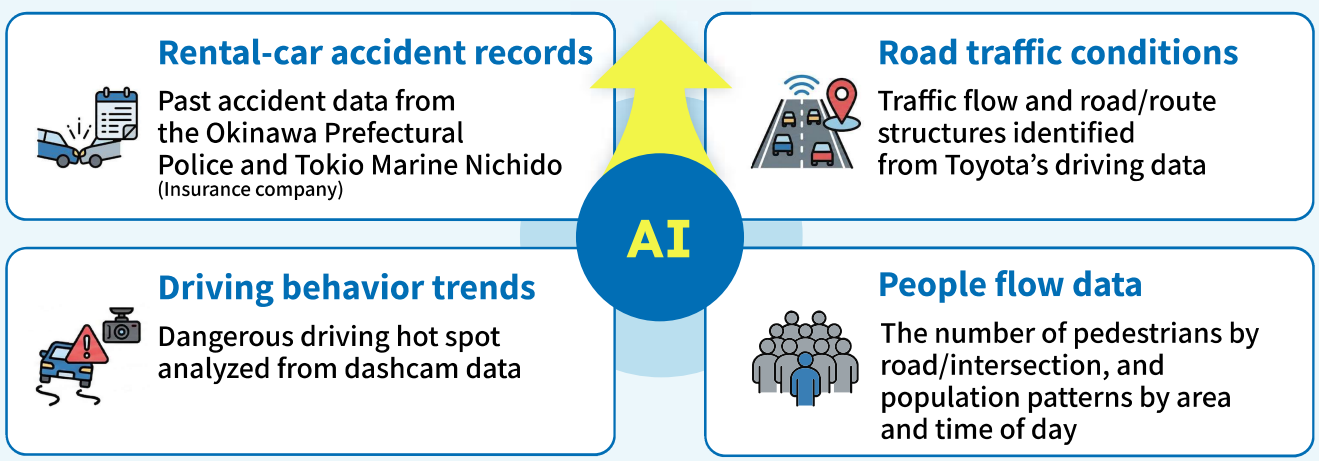 Rental-car accident records
Past accident data from
the Okinawa Prefectural
Police and Tokio Marine Nichido
(Insurance company)
Road traffic conditions
Traffic flow and road/route
structures identified
from Toyota's driving data
AI
Driving behavior trends
Dangerous driving hot spot
analyzed from dashcam data
People flow data
The number of pedestrians by
road/intersection, and
population patterns by area
and time of day